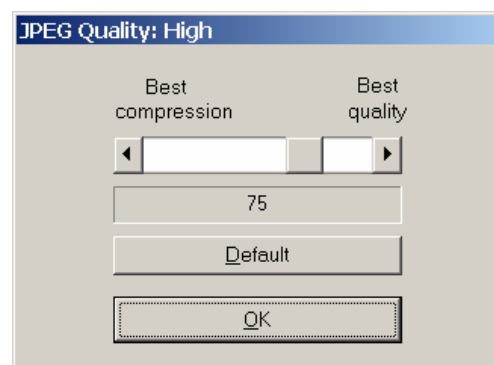 JPEG Quality: High
Best compression
Best quality
75
Default
OK